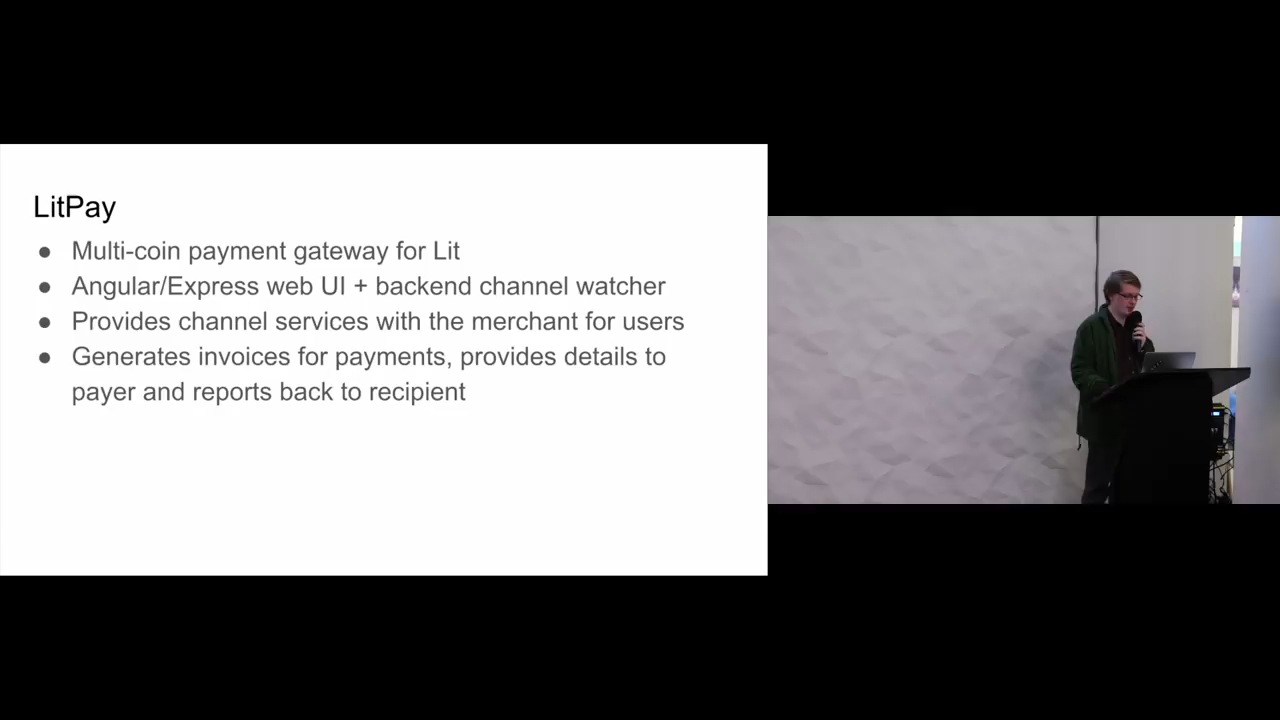 LitPay
● Multi-coin payment gateway for Lit
● Angular/Express web UI + backend channel watcher
● Provides channel services with the merchant for users
● Generates invoices for payments, provides details to
payer and reports back to recipient